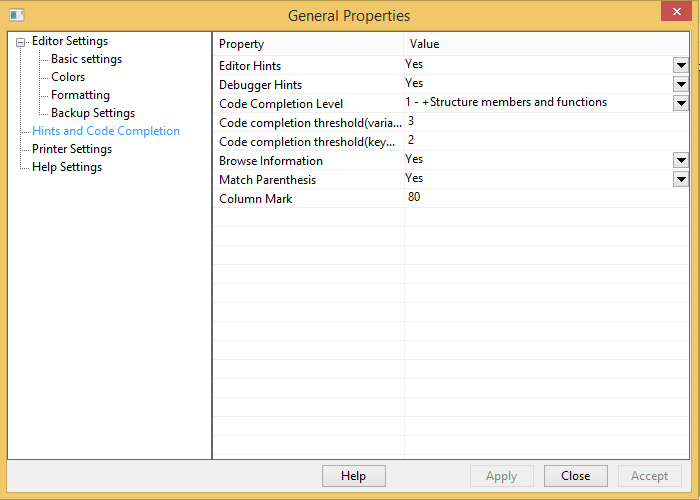 General Properties
Editor Settings
Basic settings
Colors
Formatting
Backup Settings
Hints and Code Completion
Printer Settings
Help Settings
Property Value
Editor Hints Yes
Debugger Hints Yes
Code Completion Level 1 - +Structure members and functions
Code completion threshold(varia... 3
Code completion threshold(key... 2
Browse Information Yes
Match Parenthesis Yes
Column Mark 80
Help Apply Close Accept